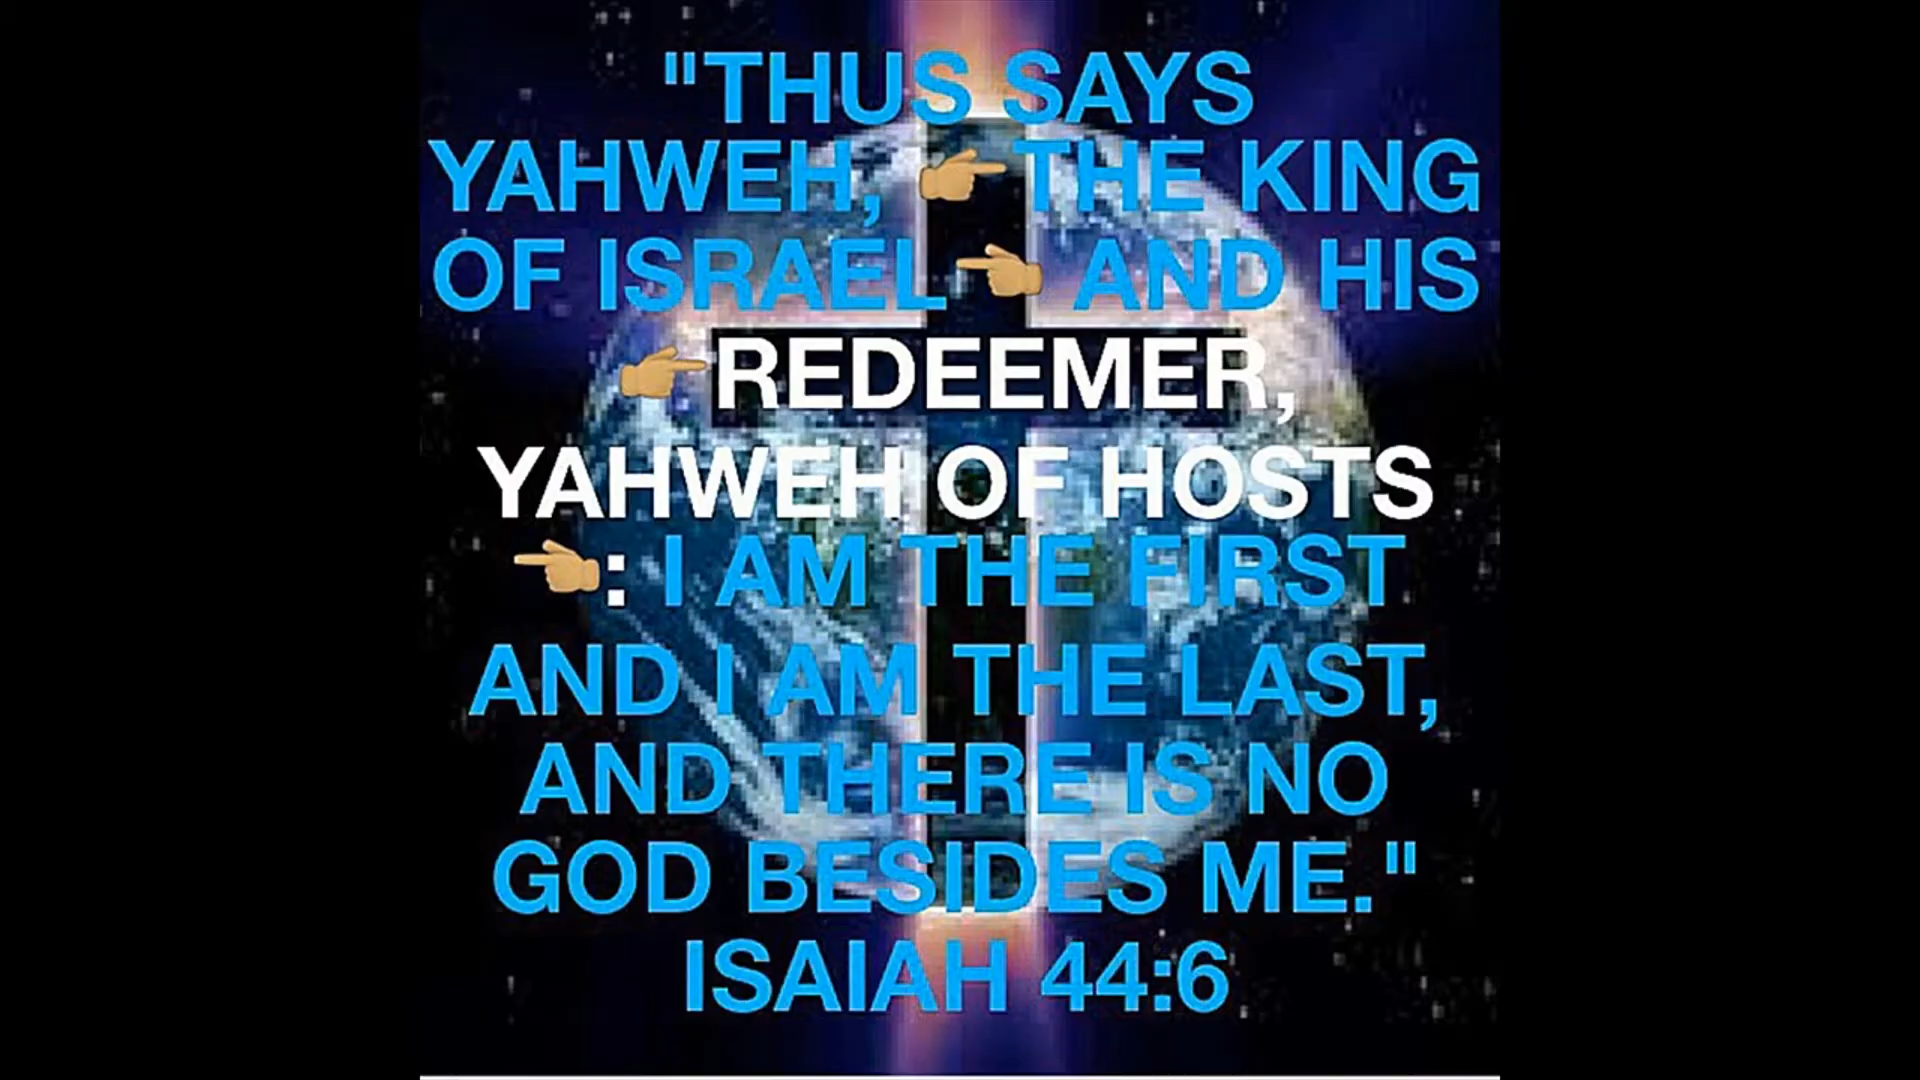 "THUS SAYS
YAHWEH, 👉🏼THE KING
OF ISRAEL👈🏼 AND HIS
👉🏼REDEEMER,
YAHWEH OF HOSTS
👈🏼: I AM THE FIRST
AND I AM THE LAST,
AND THERE IS NO
GOD BESIDES ME."
ISAIAH 44:6